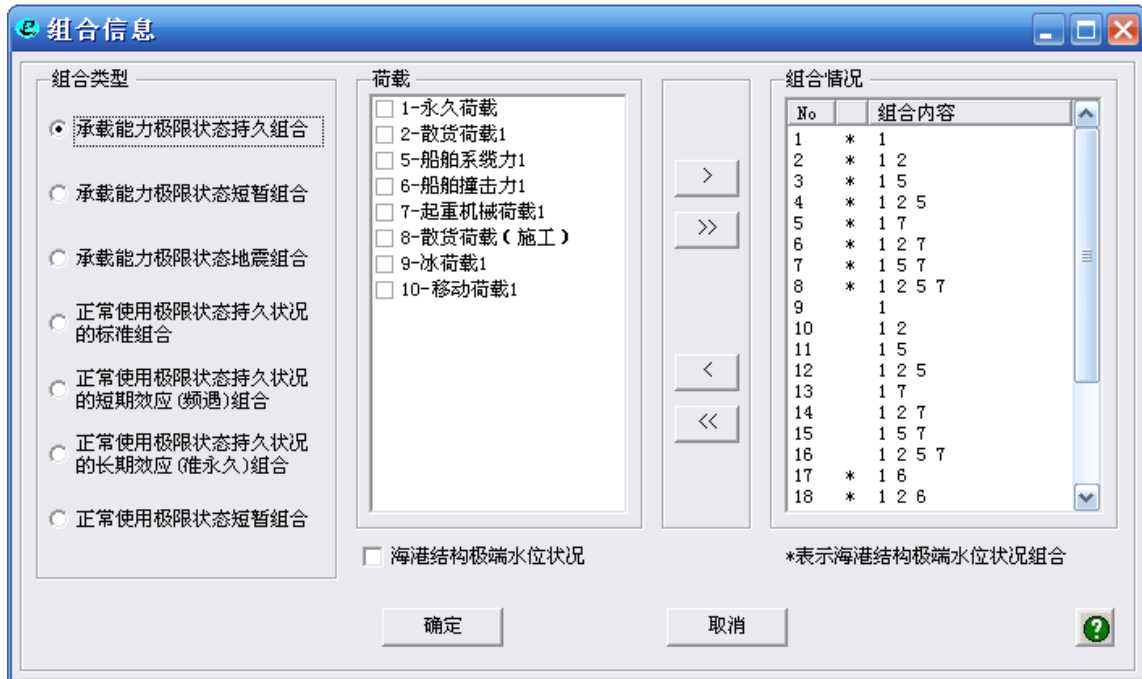 组合信息
组合类型
承载能力极限状态持久组合
承载能力极限状态短暂组合
承载能力极限状态地震组合
正常使用极限状态持久状况
的标准组合
正常使用极限状态持久状况
的短期效应(频遇)组合
正常使用极限状态持久状况
的长期效应(准永久)组合
正常使用极限状态短暂组合
荷载
1-永久荷载
2-散货荷载1
5-船舶系缆力1
6-船舶撞击力1
7-起重机械荷载1
8-散货荷载(施工)
9-冰荷载1
10-移动荷载1
海港结构极端水位状况
>
>>
<
<<
组合情况
No 组合内容
1 * 1
2 * 1 2
3 * 1 5
4 * 1 2 5
5 * 1 7
6 * 1 2 7
7 * 1 5 7
8 * 1 2 5 7
9 1
10 1 2
11 1 5
12 1 2 5
13 1 7
14 1 2 7
15 1 5 7
16 1 2 5 7
17 * 1 6
18 * 1 2 6
*表示海港结构极端水位状况组合
确定
取消